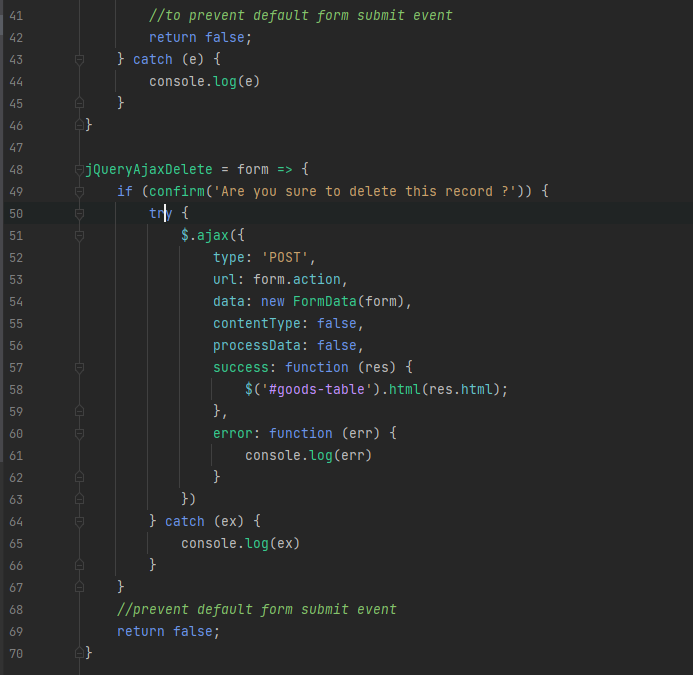 41 //to prevent default form submit event
42 return false;
43 } catch (e) {
44 console.log(e)
45 }
46 }
47
48 jQueryAjaxDelete = form => {
49 if (confirm('Are you sure to delete this record ?')) {
50 try {
51 $.ajax({
52 type: 'POST',
53 url: form.action,
54 data: new FormData(form),
55 contentType: false,
56 processData: false,
57 success: function (res) {
58 $('#goods-table').html(res.html);
59 },
60 error: function (err) {
61 console.log(err)
62 }
63 })
64 } catch (ex) {
65 console.log(ex)
66 }
67 }
68 //prevent default form submit event
69 return false;
70 }